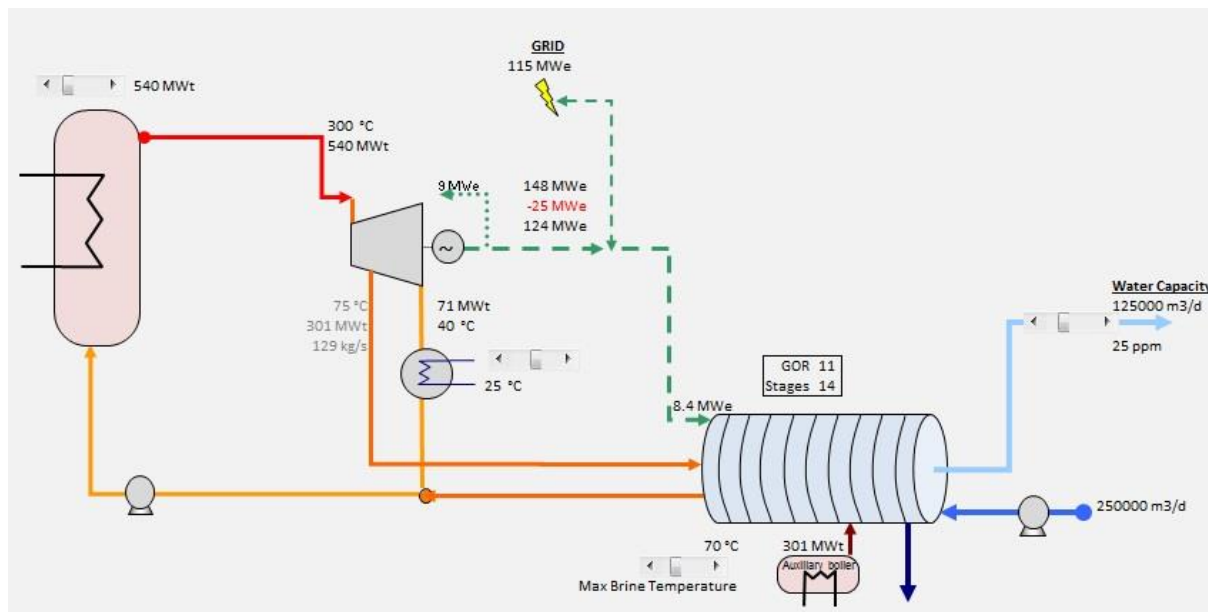 GRID
115 MWe
540 MWt
300 °C
540 MWt
9 MWe
148 MWe
-25 MWe
124 MWe
~
75 °C
301 MWt
129 kg/s
71 MWt
40 °C
25 °C
Water Capacity
125000 m3/d
25 ppm
GOR 11
Stages 14
8.4 MWe
250000 m3/d
70 °C
Max Brine Temperature
301 MWt
Auxiliary boiler